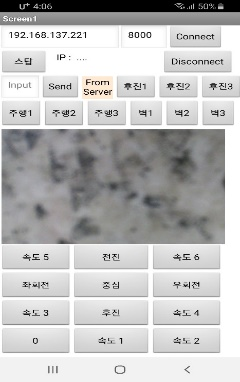 U+ 4:06 50%
Screen1
192.168.137.221 8000 Connect
스탑 IP : .... Disconnect
Input Send From Server 후진1 후진2 후진3
주행1 주행2 주행3 벽1 벽2 벽3
속도 5 전진 속도 6
좌회전 중심 우회전
속도 3 후진 속도 4
0 속도 1 속도 2